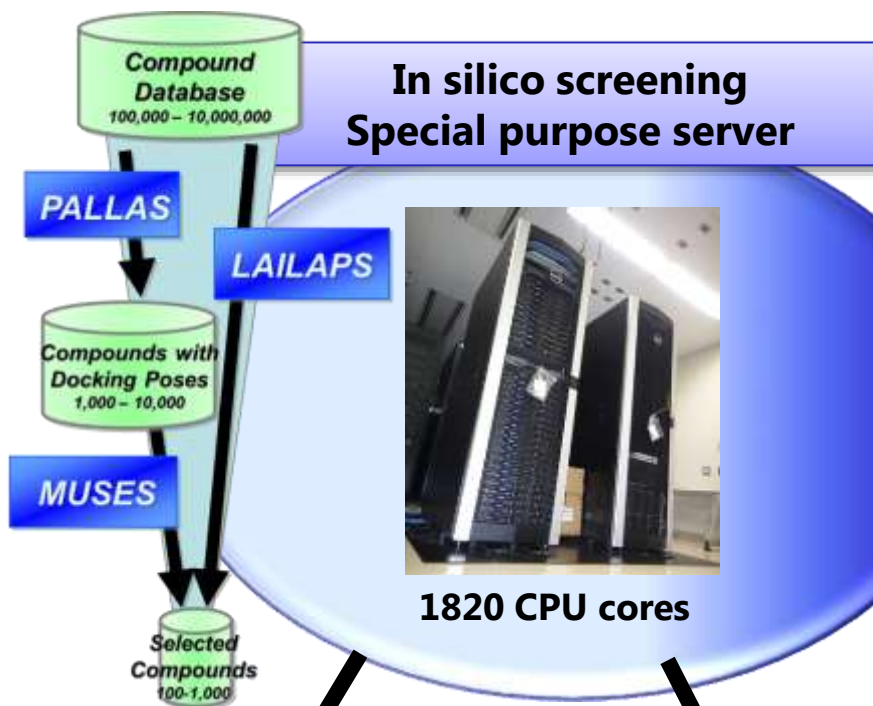 Compound
Database
100,000 – 10,000,000
In silico screening
Special purpose server
PALLAS
LAILAPS
Compounds with
Docking Poses
1,000 – 10,000
MUSES
1820 CPU cores
Selected
Compounds
100-1,000